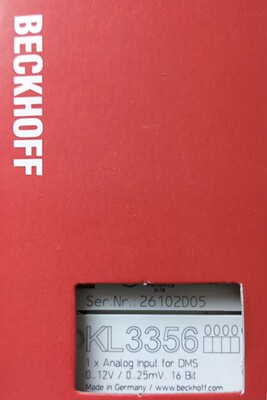 BECKHOFF
Ser.Nr.: 26102D05
KL3356
1 x Analog Input for DMS
0...12V / 0...25mV, 16 Bit
Made in Germany / www.beckhoff.com